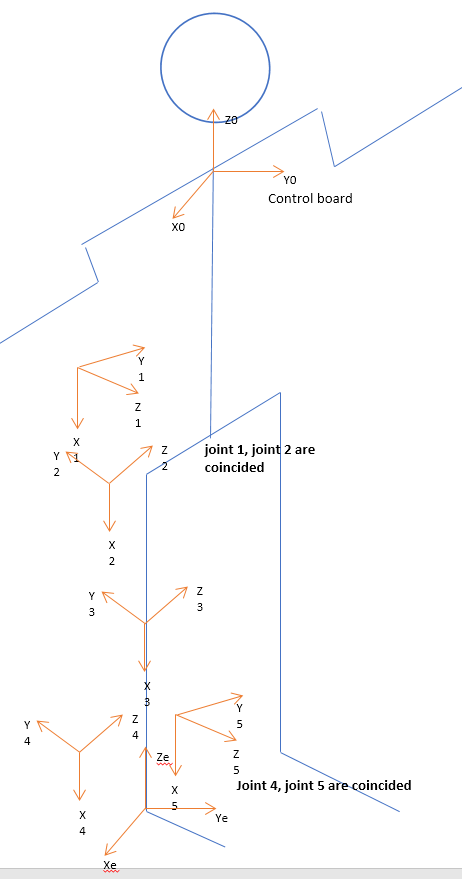 Z0
Y0
Control board
X0
Y
1
Z
1
X
1
Y
2
Z
2
joint 1, joint 2 are
coincided
X
2
Y
3
Z
3
X
3
Y
4
Z
4
Y
5
Z
5
Ze
X
5
Joint 4, joint 5 are coincided
X
4
Ye
Xe